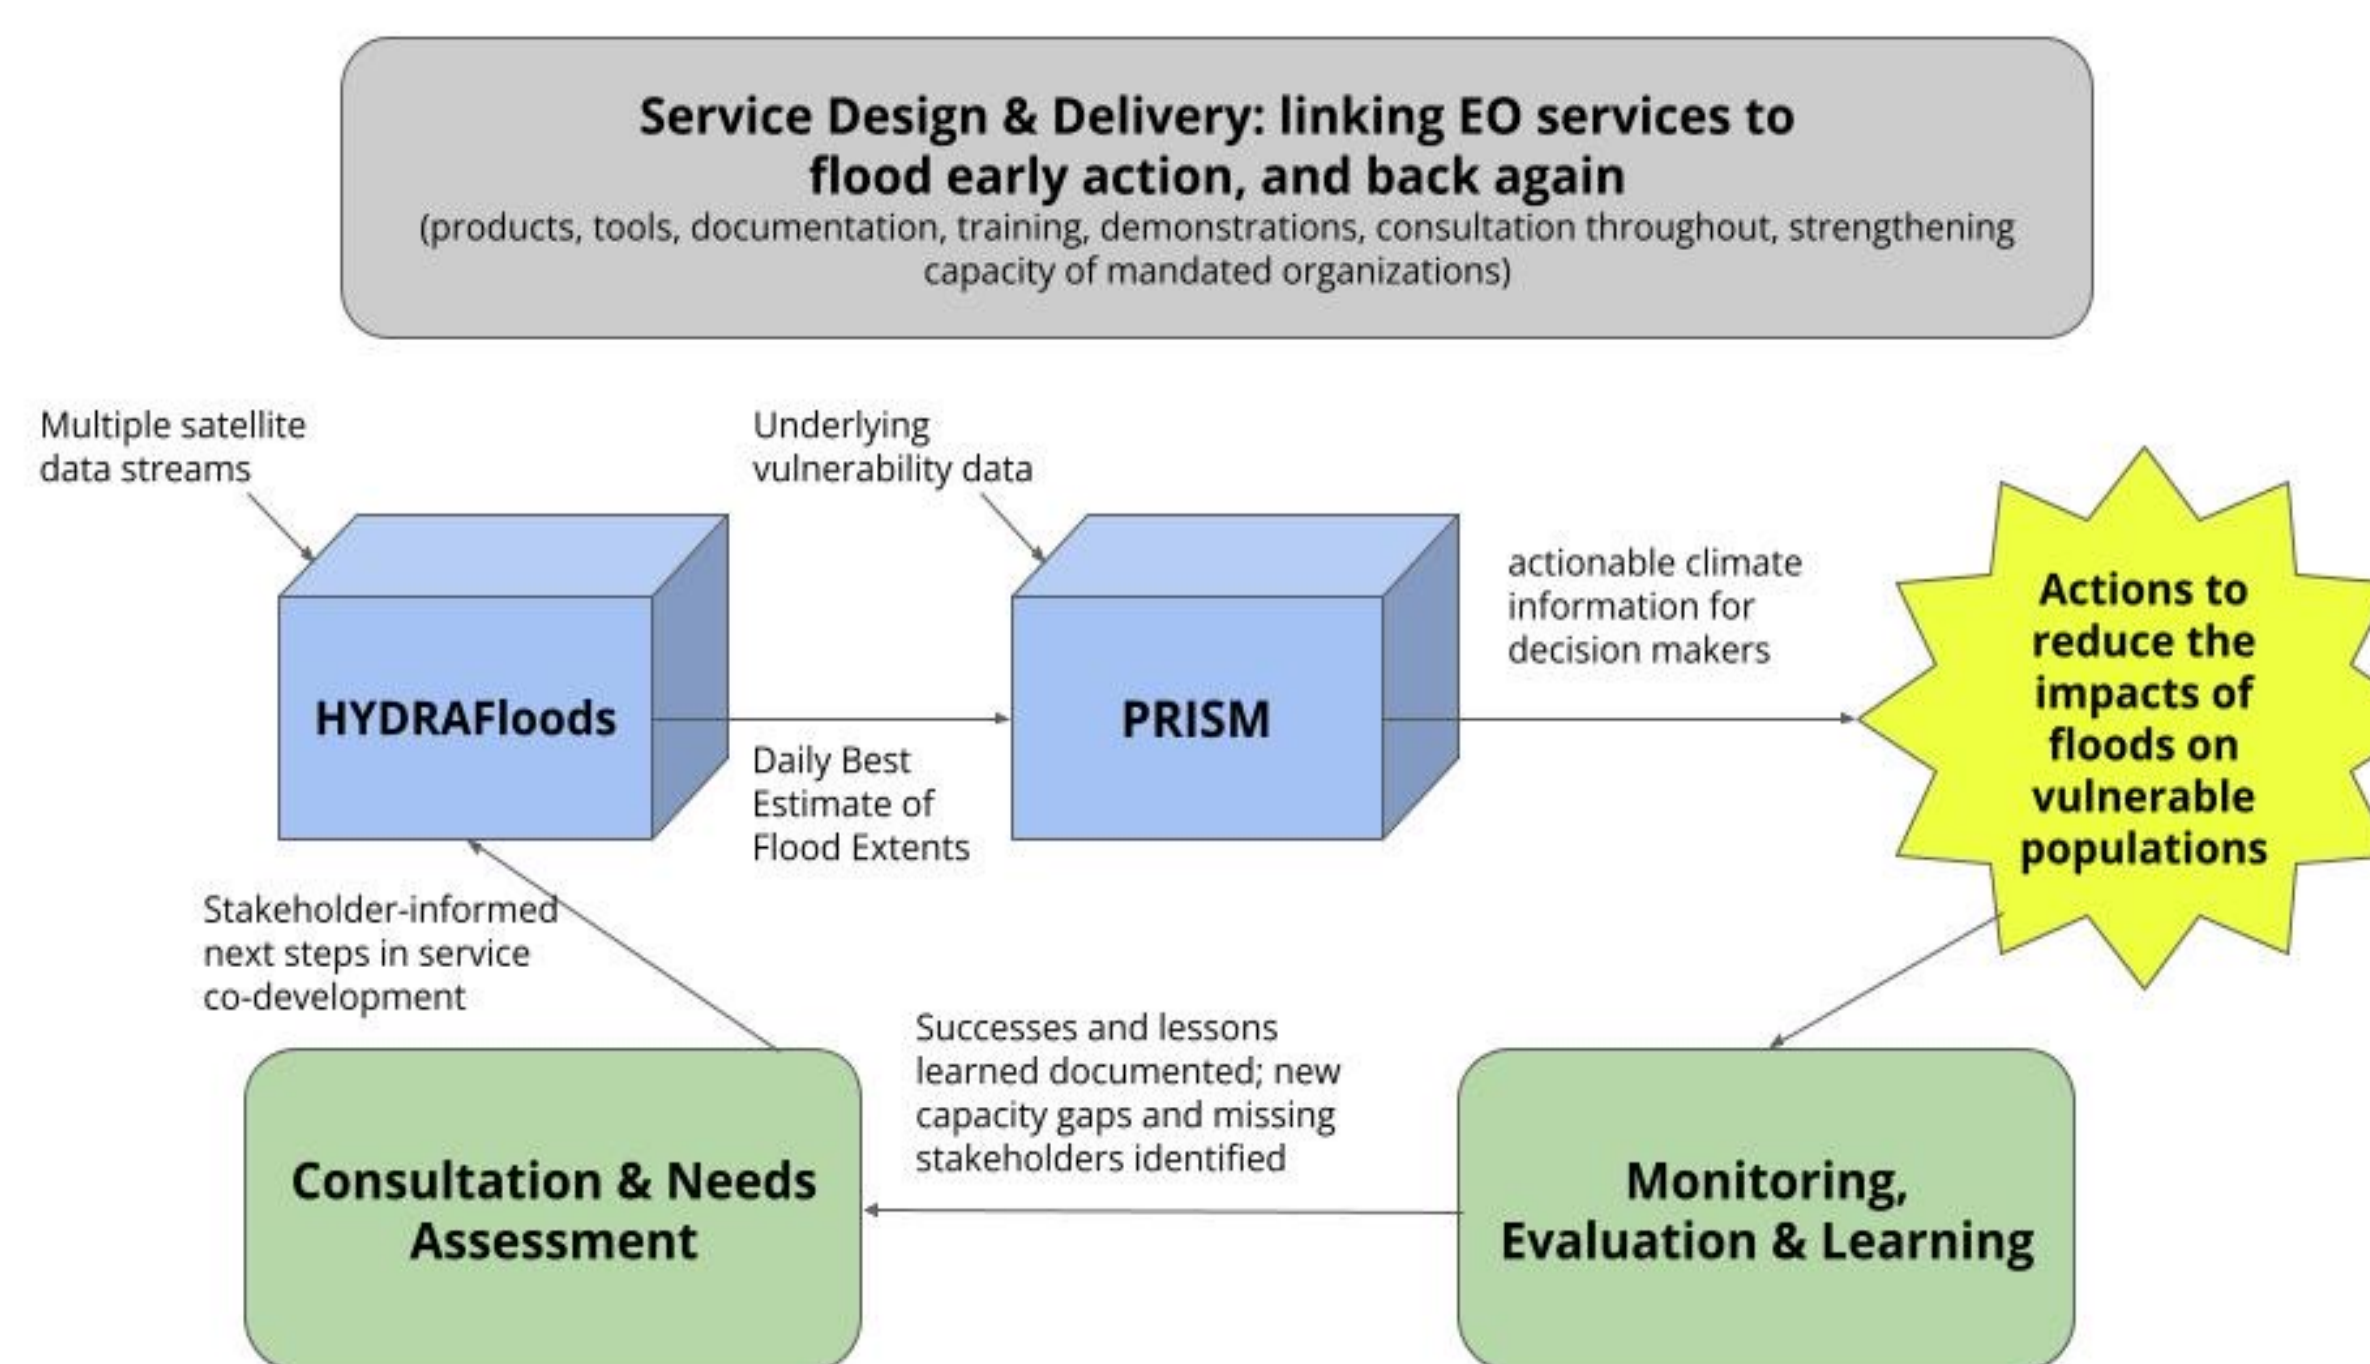 Service Design & Delivery: linking EO services to
flood early action, and back again
(products, tools, documentation, training, demonstrations, consultation throughout, strengthening
capacity of mandated organizations)
Multiple satellite
data streams
Underlying
vulnerability data
HYDRAFloods
Daily Best
Estimate of
Flood Extents
PRISM
actionable climate
information for
decision makers
Actions to
reduce the
impacts of
floods on
vulnerable
populations
Stakeholder-informed
next steps in service
co-development
Successes and lessons
learned documented; new
capacity gaps and missing
stakeholders identified
Consultation & Needs
Assessment
Monitoring,
Evaluation & Learning